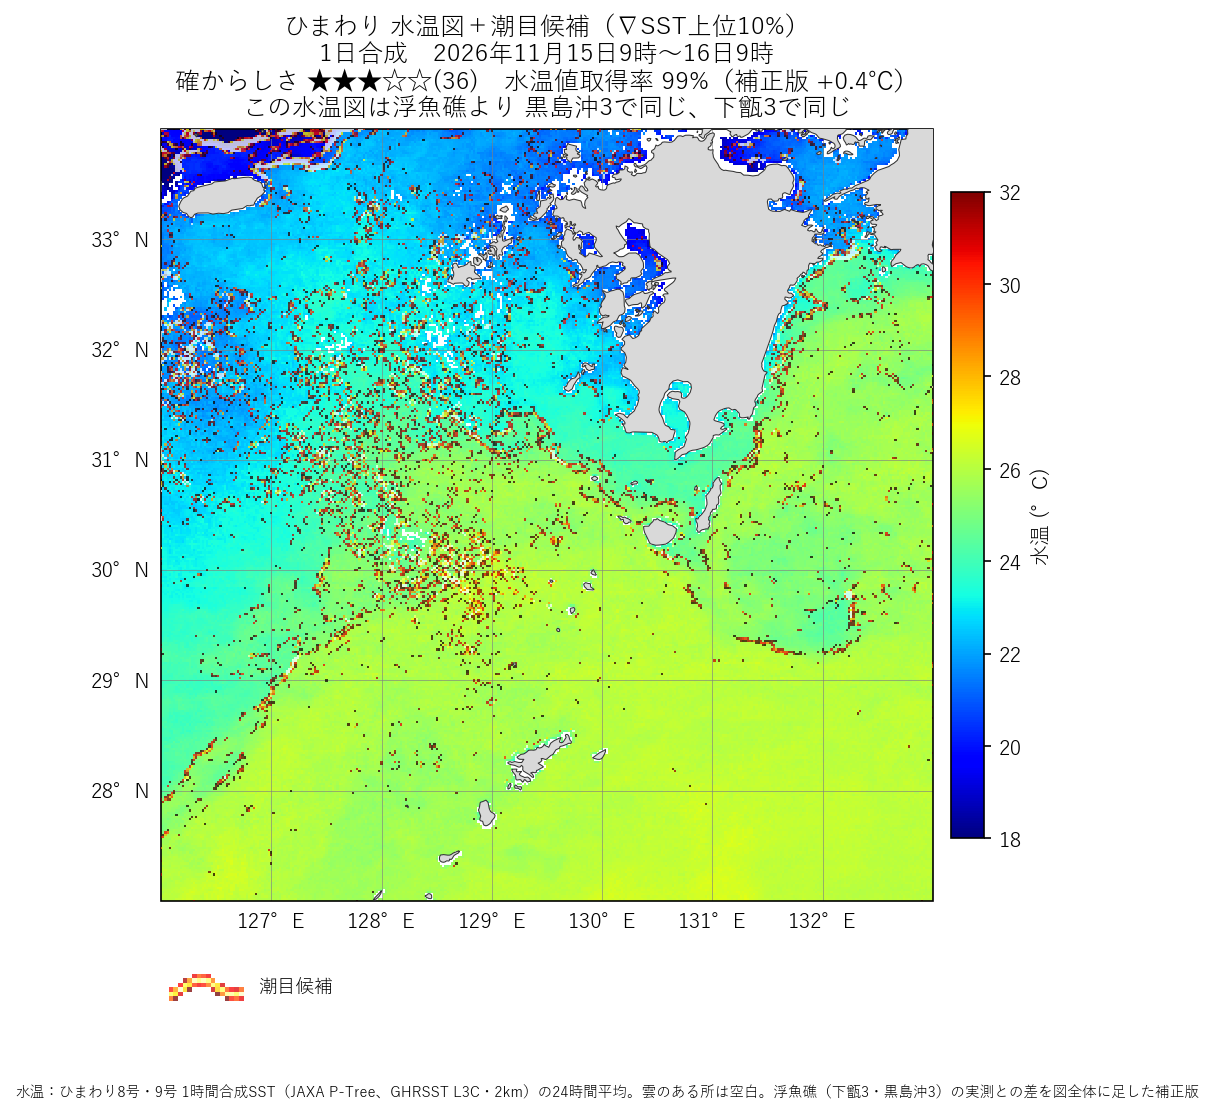 ひまわり 水温図＋潮目候補（∇SST上位10%）
1日合成　2026年11月15日9時～16日9時
確からしさ ★★★☆☆(36)　水温値取得率 99%（補正版 +0.4℃）
この水温図は浮魚礁より 黒島沖3で同じ、下甑3で同じ
33° N
32° N
31° N
30° N
29° N
28° N
127° E
128° E
129° E
130° E
131° E
132° E
32
30
28
26
24
22
20
18
水温 (° C)
潮目候補
水温：ひまわり8号・9号 1時間合成SST（JAXA P-Tree、GHRSST L3C・2km）の24時間平均。雲のある所は空白。浮魚礁（下甑3・黒島沖3）の実測との差を図全体に足した補正版